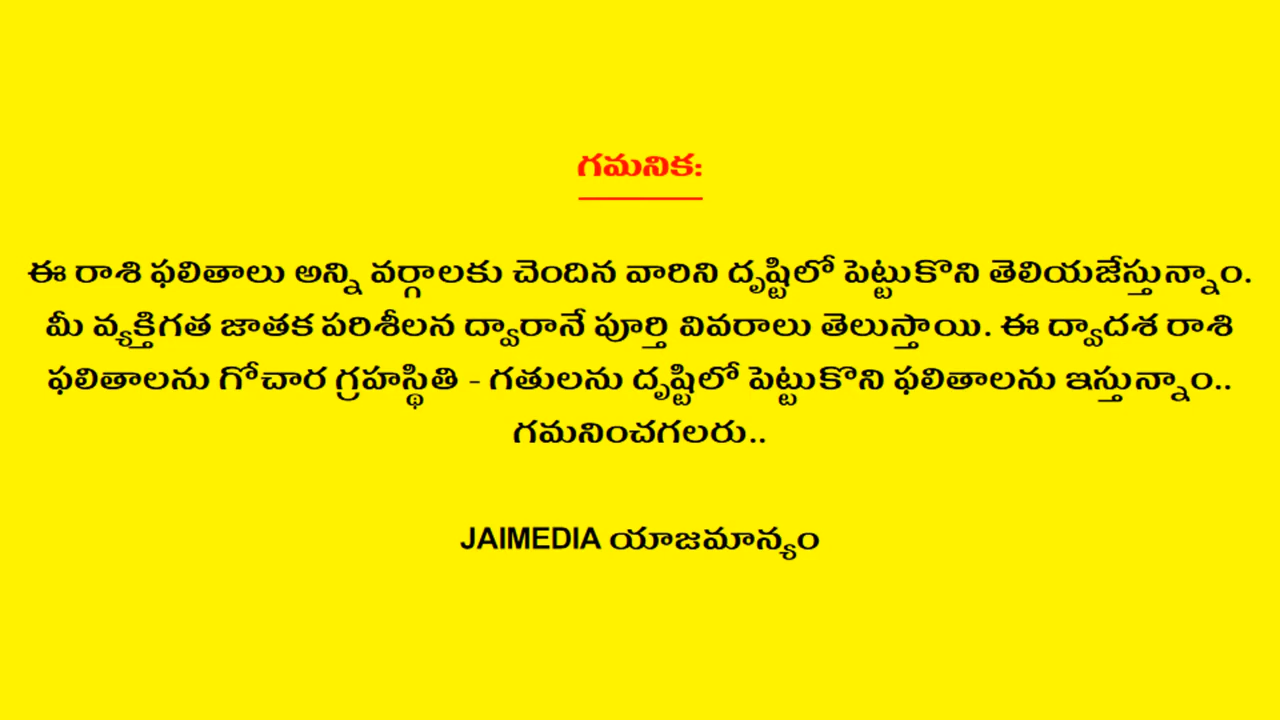 గమనిక:
ఈ రాశి ఫలితాలు అన్ని వర్గాలకు చెందిన వారిని దృష్టిలో పెట్టుకొని తెలియజేస్తున్నాం.
మీ వ్యక్తిగత జాతక పరిశీలన ద్వారానే పూర్తి వివరాలు తెలుస్తాయి. ఈ ద్వాదశ రాశి
ఫలితాలను గోచార గ్రహస్థితి - గతులను దృష్టిలో పెట్టుకొని ఫలితాలను ఇస్తున్నాం..
గమనించగలరు..
JAIMEDIA యాజమాన్యం